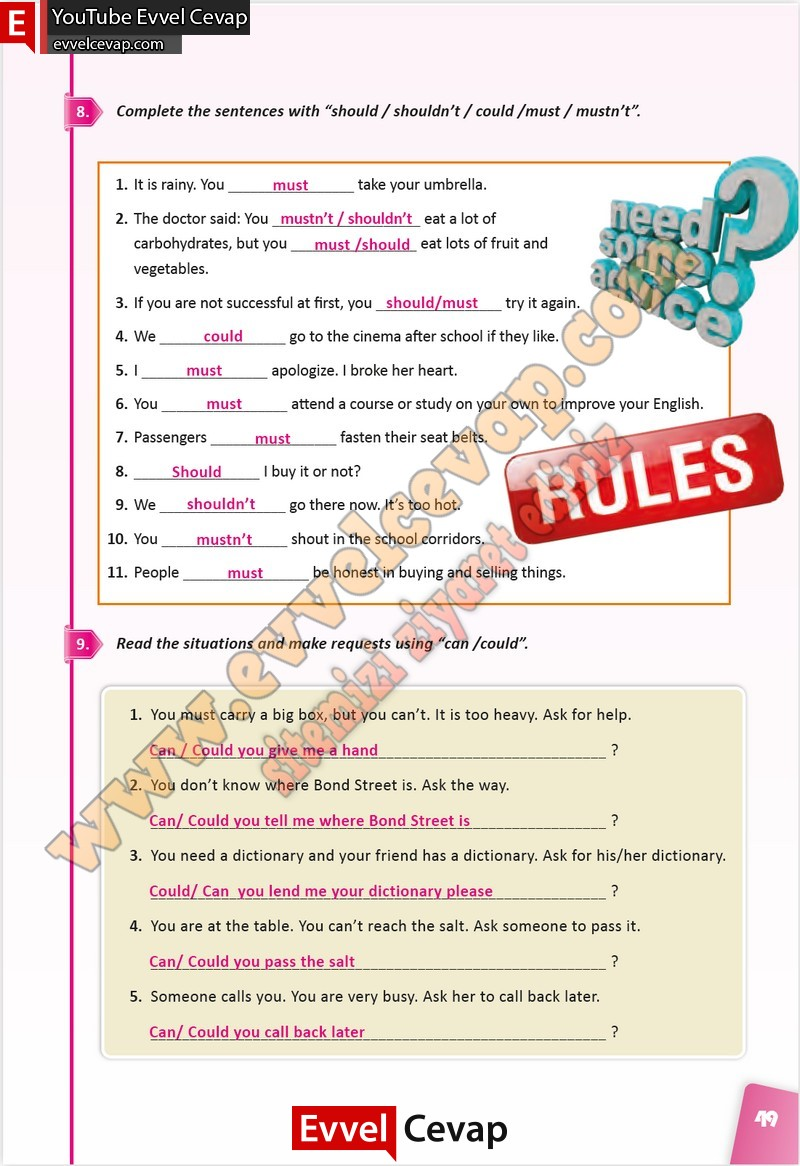 E YouTube Evvel Cevap
evvelcevap.com
8. Complete the sentences with “should / shouldn’t / could /must / mustn’t”.
1. It is rainy. You ______must______ take your umbrella.
2. The doctor said: You mustn’t / shouldn’t eat a lot of
carbohydrates, but you ___must /should eat lots of fruit and
vegetables.
3. If you are not successful at first, you _should/must___ try it again.
4. We ______could______ go to the cinema after school if they like.
5. I ______must______ apologize. I broke her heart.
6. You ______must______ attend a course or study on your own to improve your English.
7. Passengers ______must______ fasten their seat belts.
8. _____Should_____ I buy it or not?
9. We ____shouldn’t____ go there now. It’s too hot.
10. You ____mustn’t____ shout in the school corridors.
11. People ______must______ be honest in buying and selling things.
need
some
advice
?
RULES
9. Read the situations and make requests using “can /could”.
1. You must carry a big box, but you can’t. It is too heavy. Ask for help.
Can / Could you give me a hand ?
2. You don’t know where Bond Street is. Ask the way.
Can/ Could you tell me where Bond Street is ?
3. You need a dictionary and your friend has a dictionary. Ask for his/her dictionary.
Could/ Can you lend me your dictionary please ?
4. You are at the table. You can’t reach the salt. Ask someone to pass it.
Can/ Could you pass the salt ?
5. Someone calls you. You are very busy. Ask her to call back later.
Can/ Could you call back later ?
www.evvelcevap.com
sitemizi ziyaret ediniz
49
Evvel Cevap